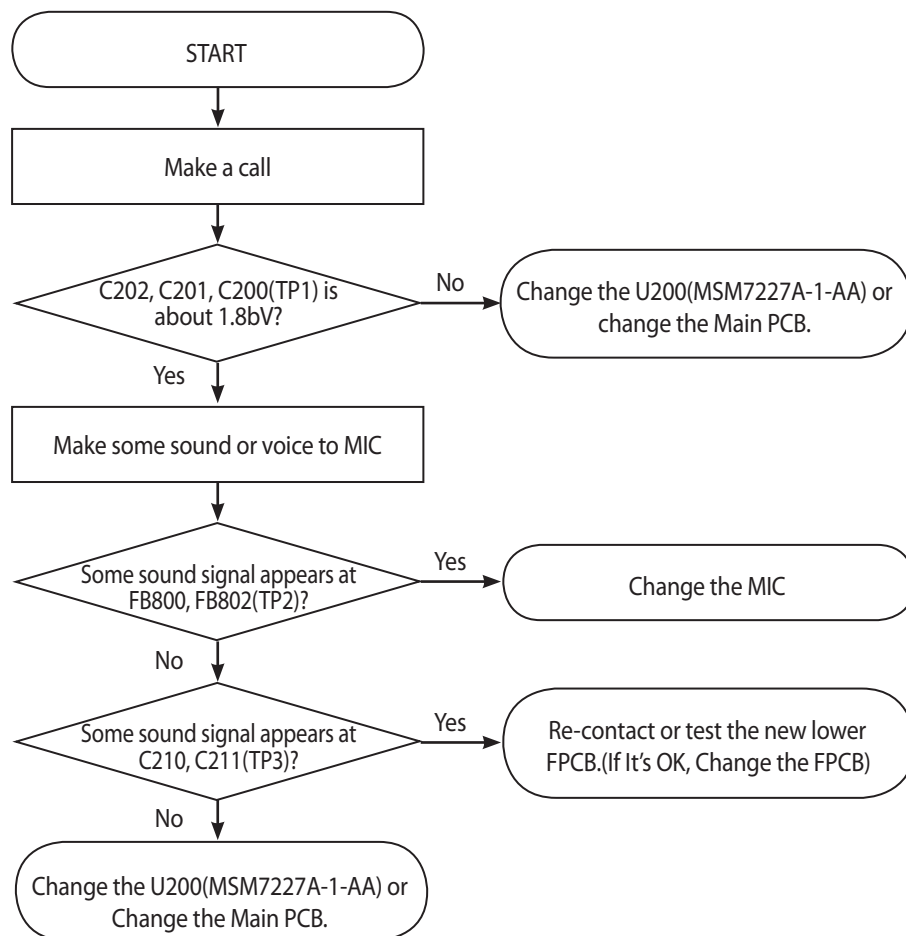 START
Make a call
C202, C201, C200(TP1) is
about 1.8bV?
No
Change the U200(MSM7227A-1-AA) or
change the Main PCB.
Yes
Make some sound or voice to MIC
Some sound signal appears at
FB800, FB802(TP2)?
Yes
Change the MIC
No
Some sound signal appears at
C210, C211(TP3)?
Yes
Re-contact or test the new lower
FPCB.(If It's OK, Change the FPCB)
No
Change the U200(MSM7227A-1-AA) or
Change the Main PCB.